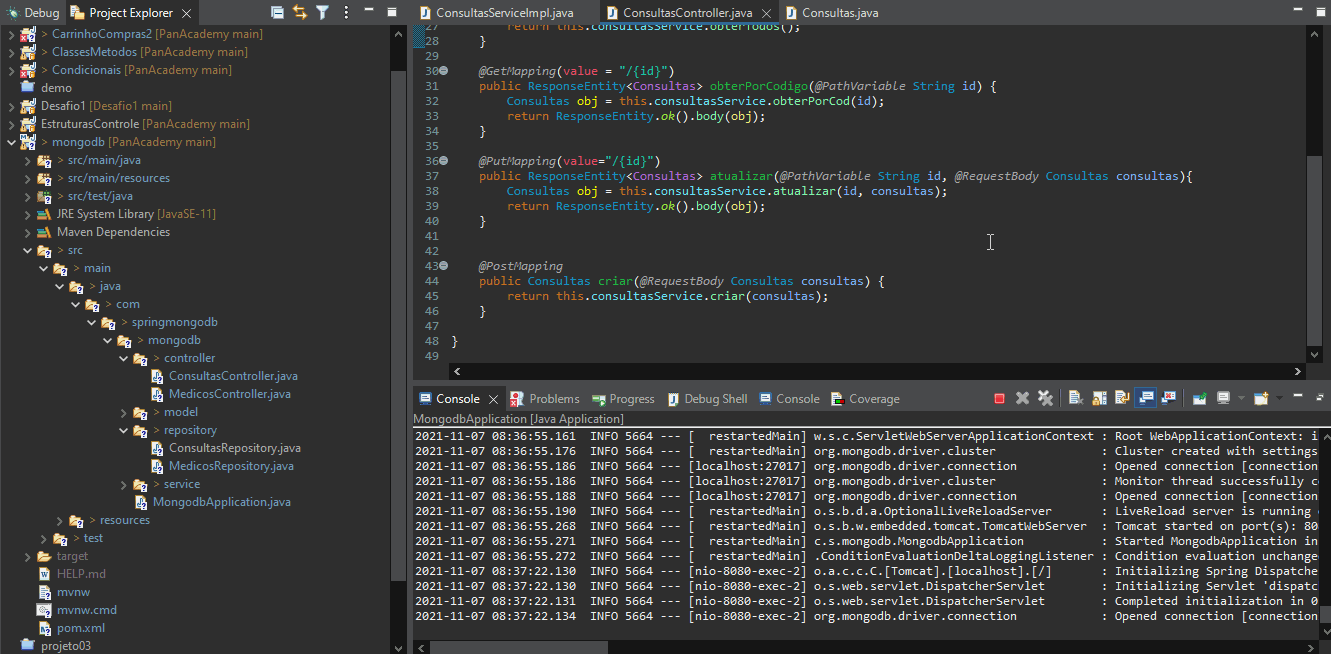 Debug Project Explorer
> CarrinhoCompras2 [PanAcademy main]
> ClassesMetodos [PanAcademy main]
> Condicionais [PanAcademy main]
demo
Desafio1 [Desafio1 main]
EstruturasControle [PanAcademy main]
> mongodb [PanAcademy main]
> src/main/java
> src/main/resources
> src/test/java
JRE System Library [JavaSE-11]
Maven Dependencies
> src
> main
> java
> com
> springmongodb
> mongodb
> controller
ConsultasController.java
MedicosController.java
> model
> repository
ConsultasRepository.java
MedicosRepository.java
> service
MongodbApplication.java
> resources
> test
target
HELP.md
mvnw
mvnw.cmd
pom.xml
projeto03
ConsultasServiceImpl.java ConsultasController.java Consultas.java
27 return this.consultasService.obterTodos();
28 }
29
30 @GetMapping(value = "/{id}")
31 public ResponseEntity<Consultas> obterPorCodigo(@PathVariable String id) {
32 Consultas obj = this.consultasService.obterPorCod(id);
33 return ResponseEntity.ok().body(obj);
34 }
35
36 @PutMapping(value="/{id}")
37 public ResponseEntity<Consultas> atualizar(@PathVariable String id, @RequestBody Consultas consultas){
38 Consultas obj = this.consultasService.atualizar(id, consultas);
39 return ResponseEntity.ok().body(obj);
40 }
41
42
43 @PostMapping
44 public Consultas criar(@RequestBody Consultas consultas) {
45 return this.consultasService.criar(consultas);
46 }
47
48 }
49
Console Problems Progress Debug Shell Console Coverage
MongodbApplication [Java Application]
2021-11-07 08:36:55.161 INFO 5664 --- [ restartedMain] w.s.c.ServletWebServerApplicationContext : Root WebApplicationContext: i
2021-11-07 08:36:55.176 INFO 5664 --- [ restartedMain] org.mongodb.driver.cluster : Cluster created with settings
2021-11-07 08:36:55.186 INFO 5664 --- [localhost:27017] org.mongodb.driver.connection : Opened connection [connection
2021-11-07 08:36:55.186 INFO 5664 --- [localhost:27017] org.mongodb.driver.cluster : Monitor thread successfully c
2021-11-07 08:36:55.188 INFO 5664 --- [localhost:27017] org.mongodb.driver.connection : Opened connection [connection
2021-11-07 08:36:55.190 INFO 5664 --- [ restartedMain] o.s.b.d.a.OptionalLiveReloadServer : LiveReload server is running
2021-11-07 08:36:55.268 INFO 5664 --- [ restartedMain] o.s.b.w.embedded.tomcat.TomcatWebServer : Tomcat started on port(s): 80
2021-11-07 08:36:55.271 INFO 5664 --- [ restartedMain] c.s.mongodb.MongodbApplication : Started MongodbApplication in
2021-11-07 08:36:55.272 INFO 5664 --- [ restartedMain] .ConditionEvaluationDeltaLoggingListener : Condition evaluation unchange
2021-11-07 08:37:22.130 INFO 5664 --- [nio-8080-exec-2] o.a.c.c.C.[Tomcat].[localhost].[/] : Initializing Spring Dispatche
2021-11-07 08:37:22.130 INFO 5664 --- [nio-8080-exec-2] o.s.web.servlet.DispatcherServlet : Initializing Servlet 'dispatc
2021-11-07 08:37:22.131 INFO 5664 --- [nio-8080-exec-2] o.s.web.servlet.DispatcherServlet : Completed initialization in 0
2021-11-07 08:37:22.134 INFO 5664 --- [nio-8080-exec-2] org.mongodb.driver.connection : Opened connection [connection